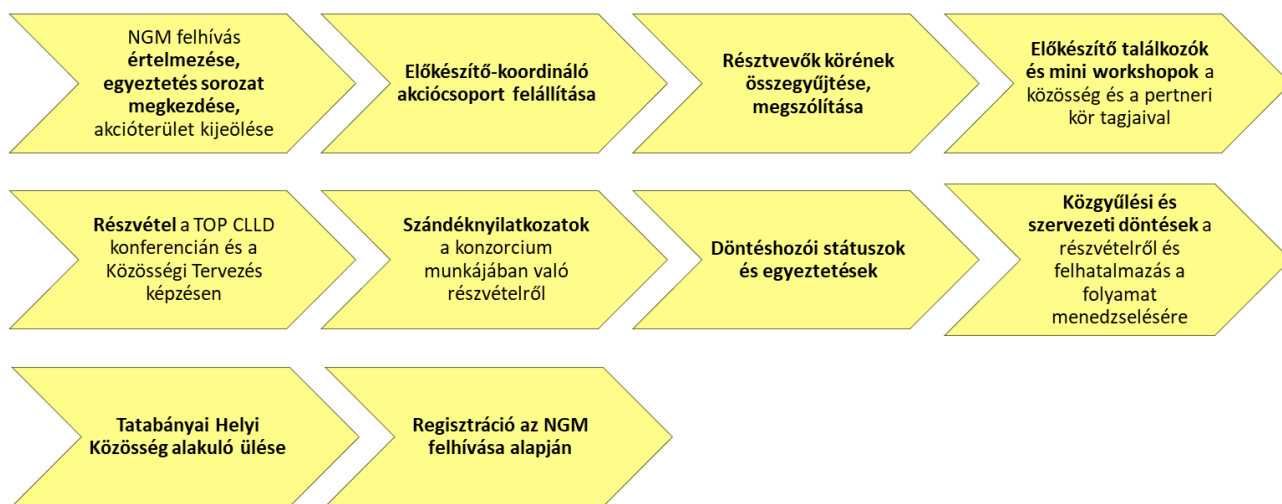 NGM felhívás
értelmezése,
egyeztetés sorozat
megkezdése,
akcióterület kijeölése
Előkészítő-koordináló
akciócsoport felállítása
Résztvevők körének
összegyűjtése,
megszólítása
Előkészítő találkozók
és mini workshopok a
közösség és a pertneri
kör tagjaival
Részvétel a TOP CLLD
konferencián és a
Közösségi Tervezés
képzésen
Szándéknyilatkozatok
a konzorcium
munkájában való
részvételről
Döntéshozói státuszok
és egyeztetések
Közgyűlési és
szervezeti döntések a
részvételről és
felhatalmazás a
folyamat
menedzselésére
Tatabányai Helyi
Közösség alakuló ülése
Regisztráció az NGM
felhívása alapján